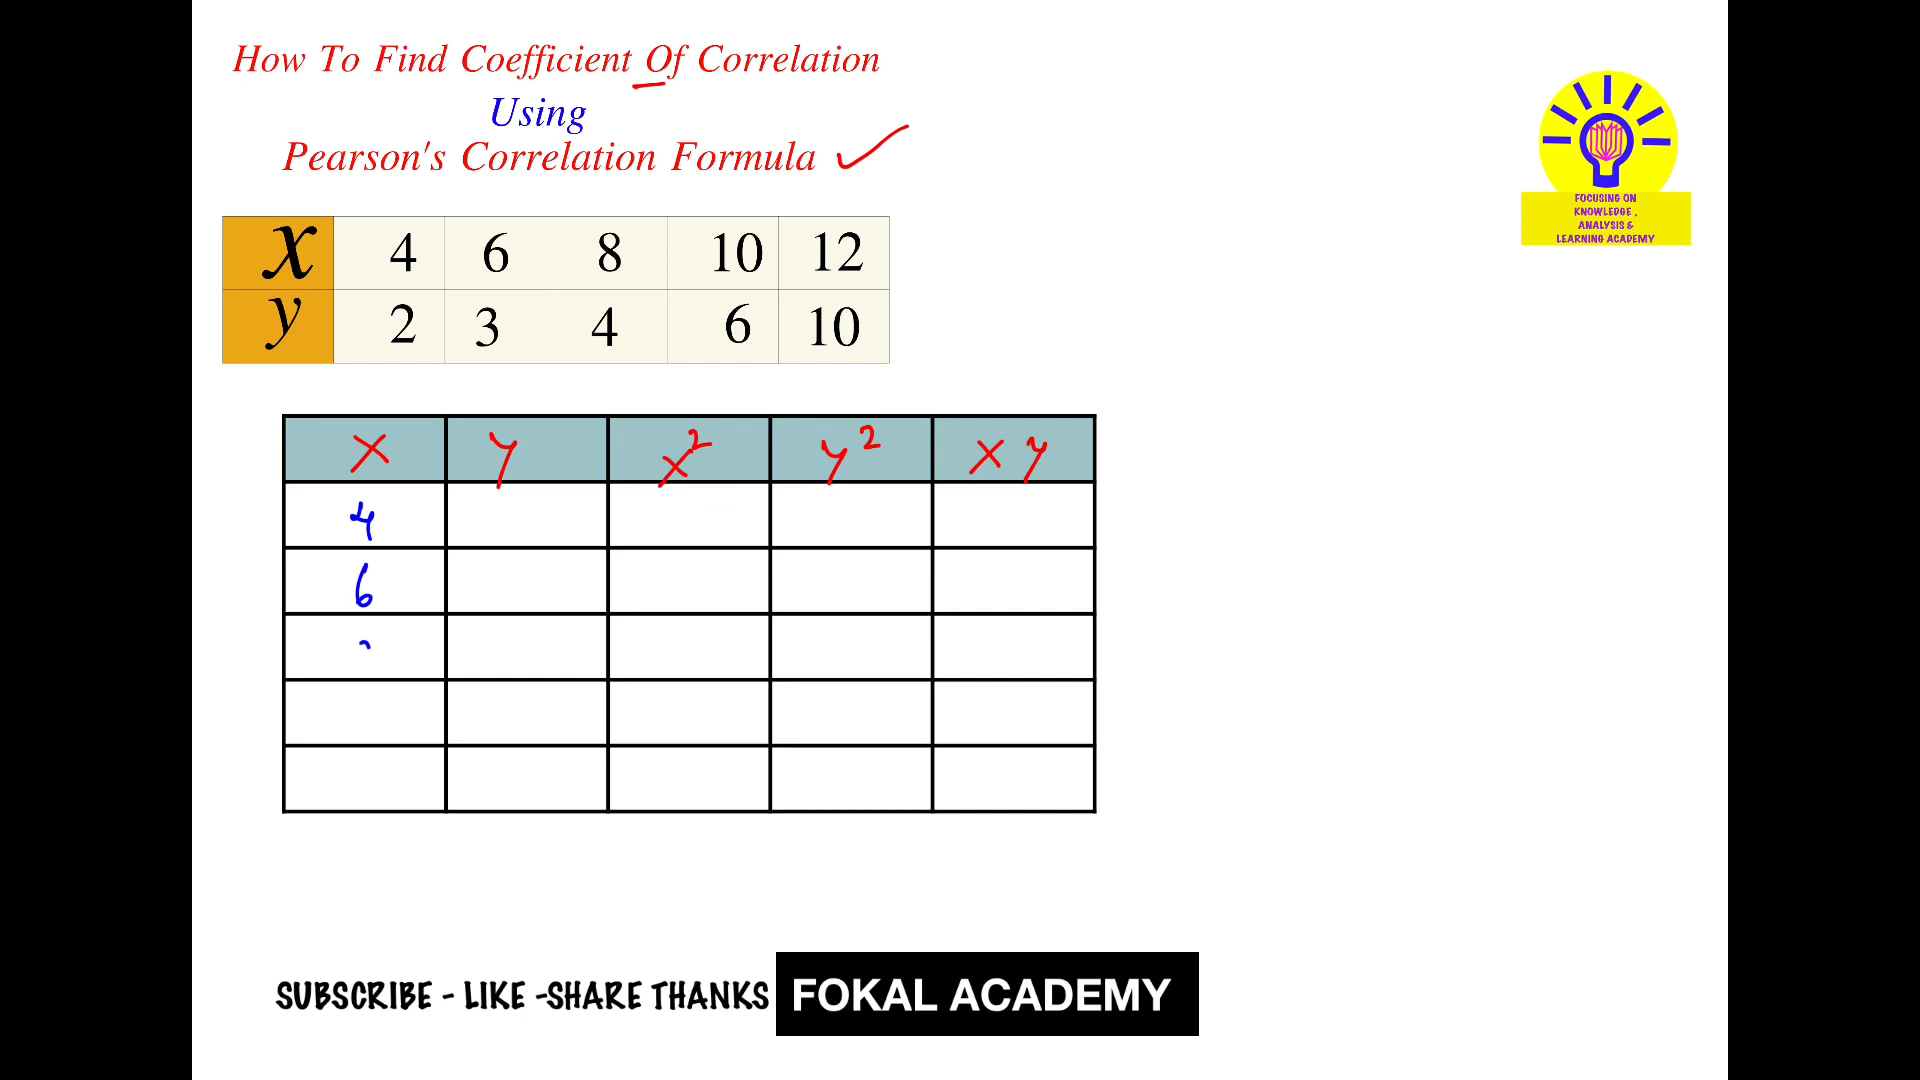 How To Find Coefficient Of Correlation
Using
Pearson's Correlation Formula
x 4 6 8 10 12
y 2 3 4 6 10
x y x² y² xy
4
6
FOCUSING ON
KNOWLEDGE ,
ANALYSIS &
LEARNING ACADEMY
SUBSCRIBE - LIKE -SHARE THANKS FOKAL ACADEMY